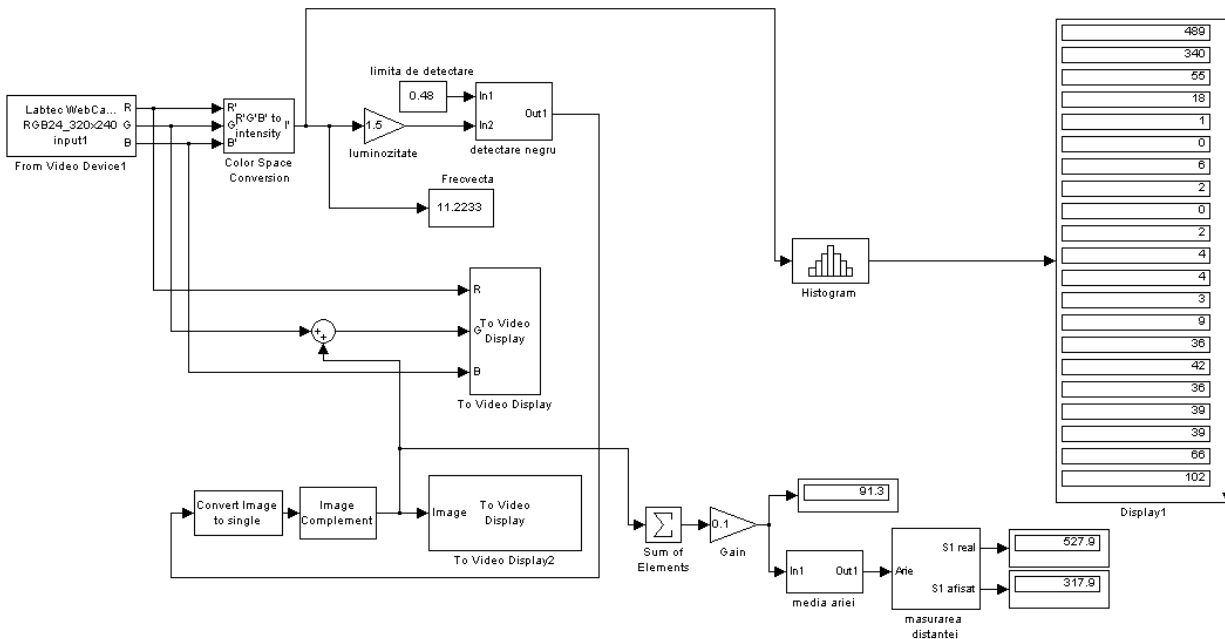 Labtec WebCa...
RGB24_320x240
input1
R
G
B
From Video Device1
R'
G'
B'
R'G'B' to
intensity
I'
Color Space
Conversion
limita de detectare
0.48
1.5
luminozitate
In1
In2
Out1
detectare negru
Frecvecta
11.2233
R
G
B
To Video
Display
To Video Display
Convert Image
to single
Image
Complement
Image
To Video
Display
To Video Display2
Histogram
489
340
55
18
1
0
6
2
0
2
4
4
3
9
36
42
36
39
39
66
102
Display1
Sum of
Elements
0.1
Gain
91.3
In1
Out1
media ariei
Arie
S1 real
S1 afisat
masurarea
distantei
527.9
317.9